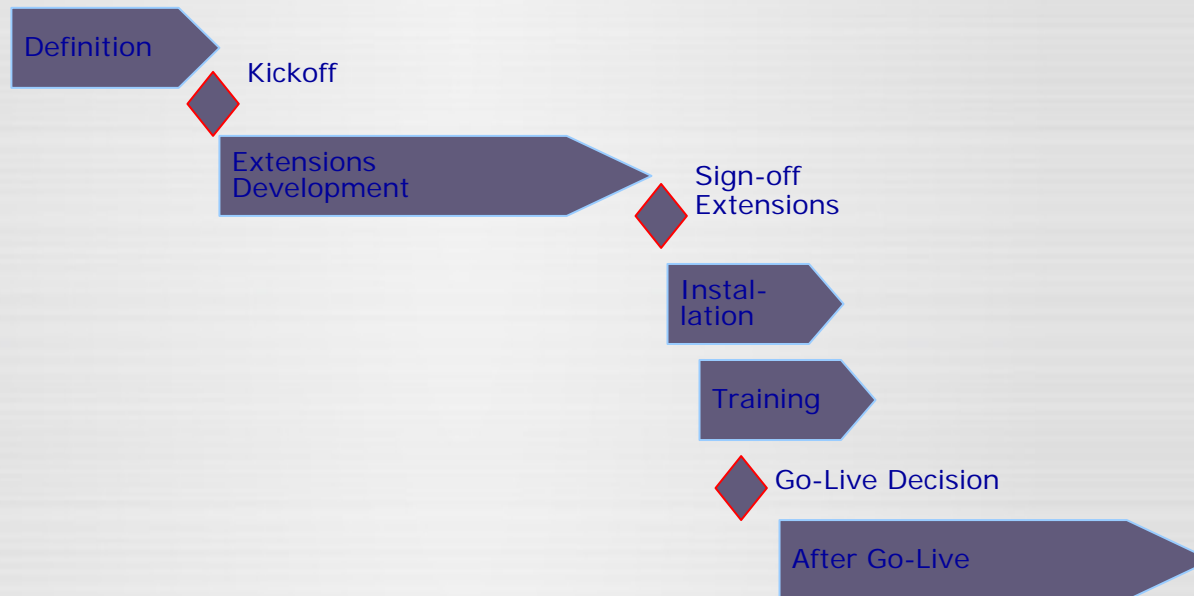 Definition
Kickoff
Extensions
Development
Sign-off
Extensions
Instal-
lation
Training
Go-Live Decision
After Go-Live